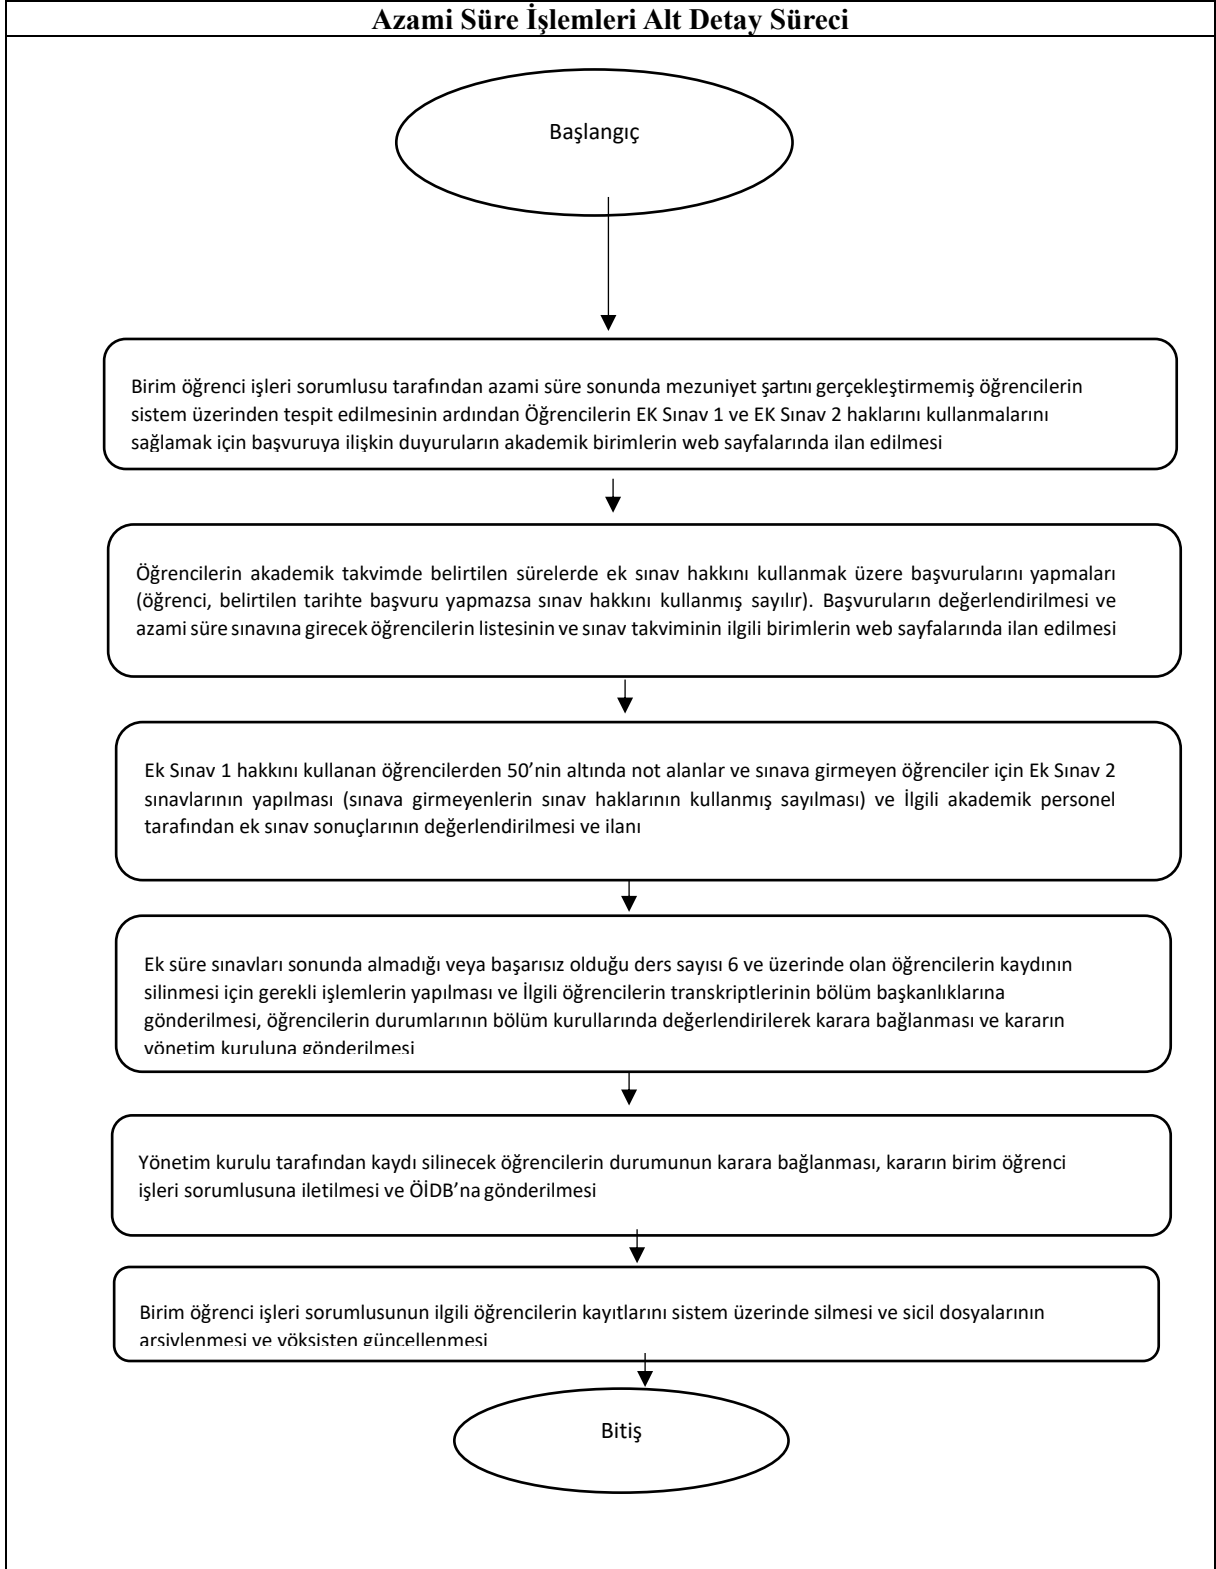 Azami Süre İşlemleri Alt Detay Süreci
Başlangıç
Birim öğrenci işleri sorumlusu tarafından azami süre sonunda mezuniyet şartını gerçekleştirmemiş öğrencilerin
sistem üzerinden tespit edilmesinin ardından Öğrencilerin EK Sınav 1 ve EK Sınav 2 haklarını kullanmalarını
sağlamak için başvuruya ilişkin duyuruların akademik birimlerin web sayfalarında ilan edilmesi
Öğrencilerin akademik takvimde belirtilen sürelerde ek sınav hakkını kullanmak üzere başvurularını yapmaları
(öğrenci, belirtilen tarihte başvuru yapmazsa sınav hakkını kullanmış sayılır). Başvuruların değerlendirilmesi ve
azami süre sınavına girecek öğrencilerin listesinin ve sınav takviminin ilgili birimlerin web sayfalarında ilan edilmesi
Ek Sınav 1 hakkını kullanan öğrencilerden 50’nin altında not alanlar ve sınava girmeyen öğrenciler için Ek Sınav 2
sınavlarının yapılması (sınava girmeyenlerin sınav haklarının kullanmış sayılması) ve İlgili akademik personel
tarafından ek sınav sonuçlarının değerlendirilmesi ve ilanı
Ek süre sınavları sonunda almadığı veya başarısız olduğu ders sayısı 6 ve üzerinde olan öğrencilerin kaydının
silinmesi için gerekli işlemlerin yapılması ve İlgili öğrencilerin transkriptlerinin bölüm başkanlıklarına
gönderilmesi, öğrencilerin durumlarının bölüm kurullarında değerlendirilerek karara bağlanması ve kararın
yönetim kuruluna gönderilmesi
Yönetim kurulu tarafından kaydı silinecek öğrencilerin durumunun karara bağlanması, kararın birim öğrenci
işleri sorumlusuna iletilmesi ve ÖİDB’na gönderilmesi
Birim öğrenci işleri sorumlusunun ilgili öğrencilerin kayıtlarını sistem üzerinde silmesi ve sicil dosyalarının
arşivlenmesi ve yöksisten güncellenmesi
Bitiş